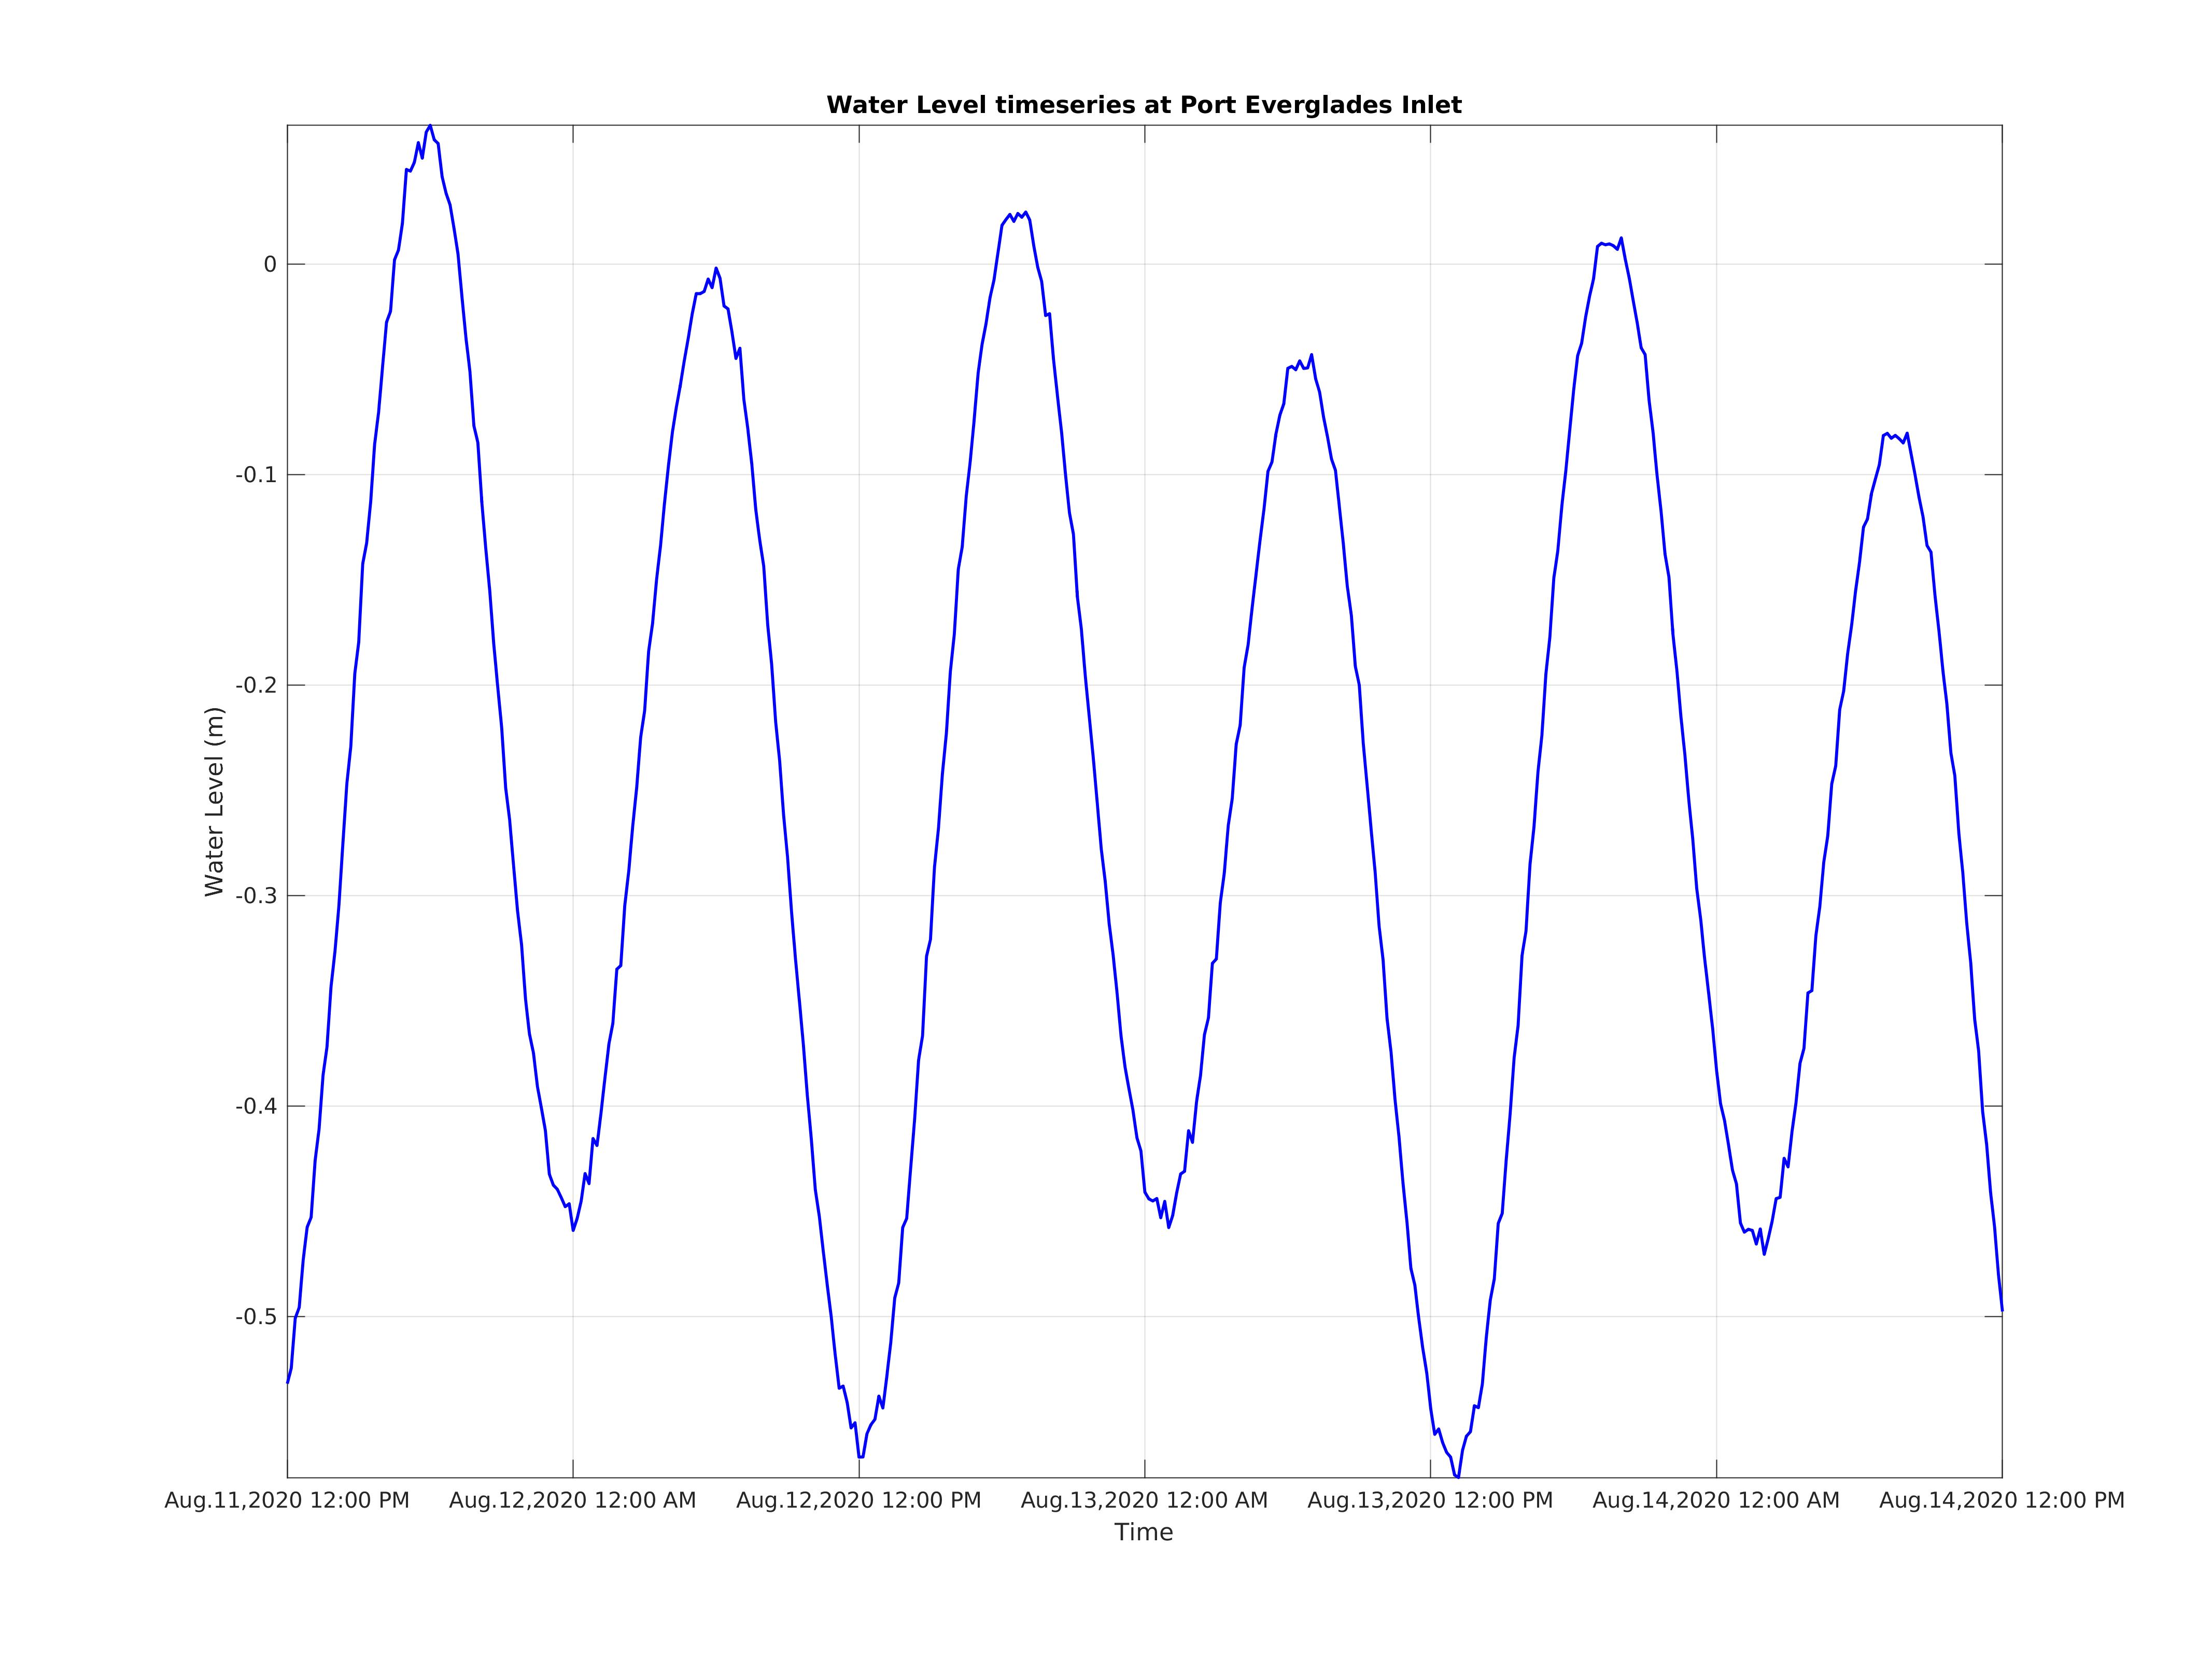 Water Level timeseries at Port Everglades Inlet
0
-0.1
-0.2
-0.3
-0.4
-0.5
Water Level (m)
Aug.11,2020 12:00 PM Aug.12,2020 12:00 AM Aug.12,2020 12:00 PM Aug.13,2020 12:00 AM Aug.13,2020 12:00 PM Aug.14,2020 12:00 AM Aug.14,2020 12:00 PM
Time